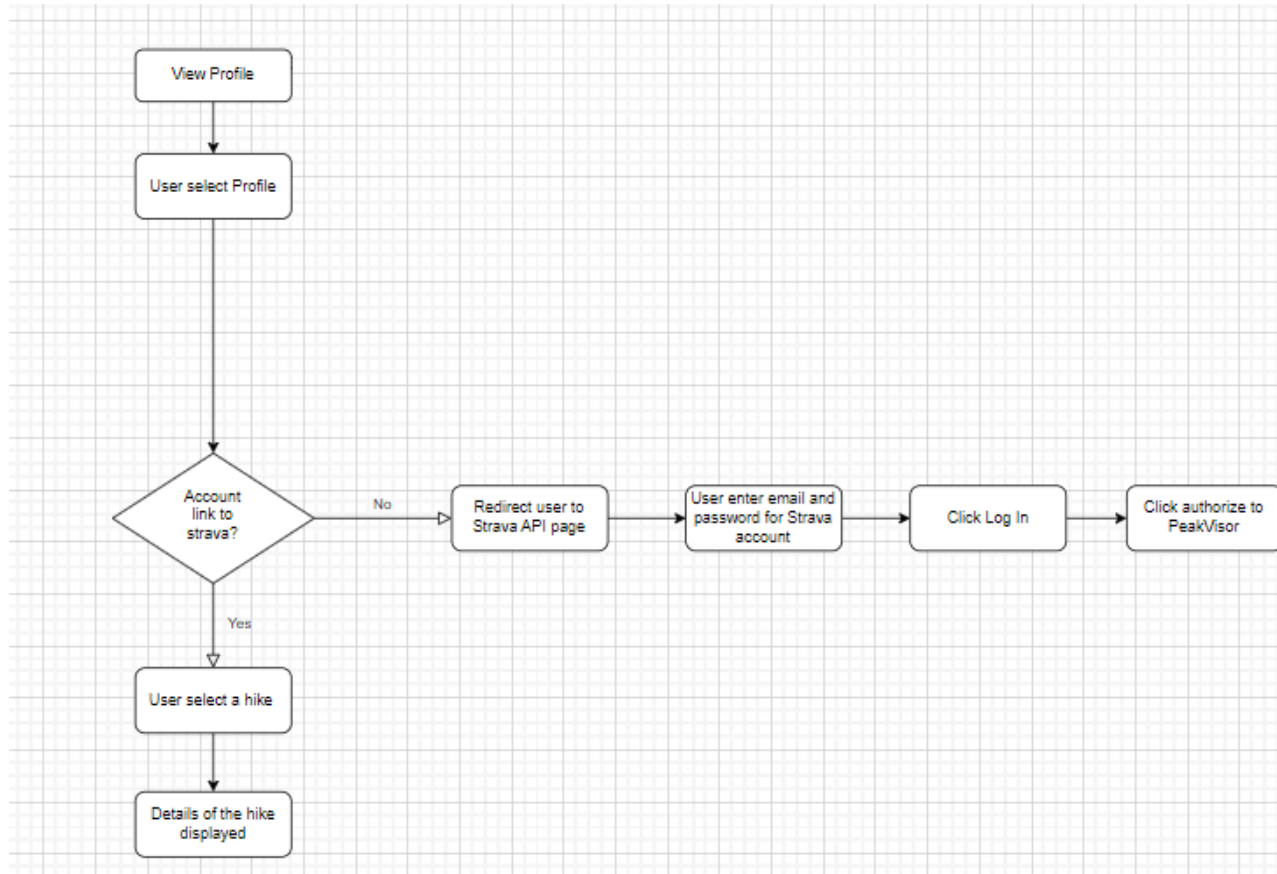 View Profile
User select Profile
Account
link to
strava?
No
Redirect user to
Strava API page
User enter email and
password for Strava
account
Click Log In
Click authorize to
PeakVisor
Yes
User select a hike
Details of the hike
displayed